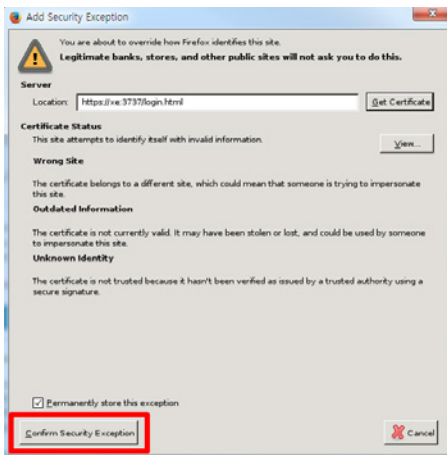 Add Security Exception
You are about to override how Firefox identifies this site.
Legitimate banks, stores, and other public sites will not ask you to do this.
Server
Location: https://xe:3737/login.html Get Certificate
Certificate Status
This site attempts to identify itself with invalid information. View...
Wrong Site
The certificate belongs to a different site, which could mean that someone is trying to impersonate
this site.
Outdated Information
The certificate is not currently valid. It may have been stolen or lost, and could be used by someone
to impersonate this site.
Unknown Identity
The certificate is not trusted because it hasn't been verified as issued by a trusted authority using a
secure signature.
Permanently store this exception
Confirm Security Exception Cancel